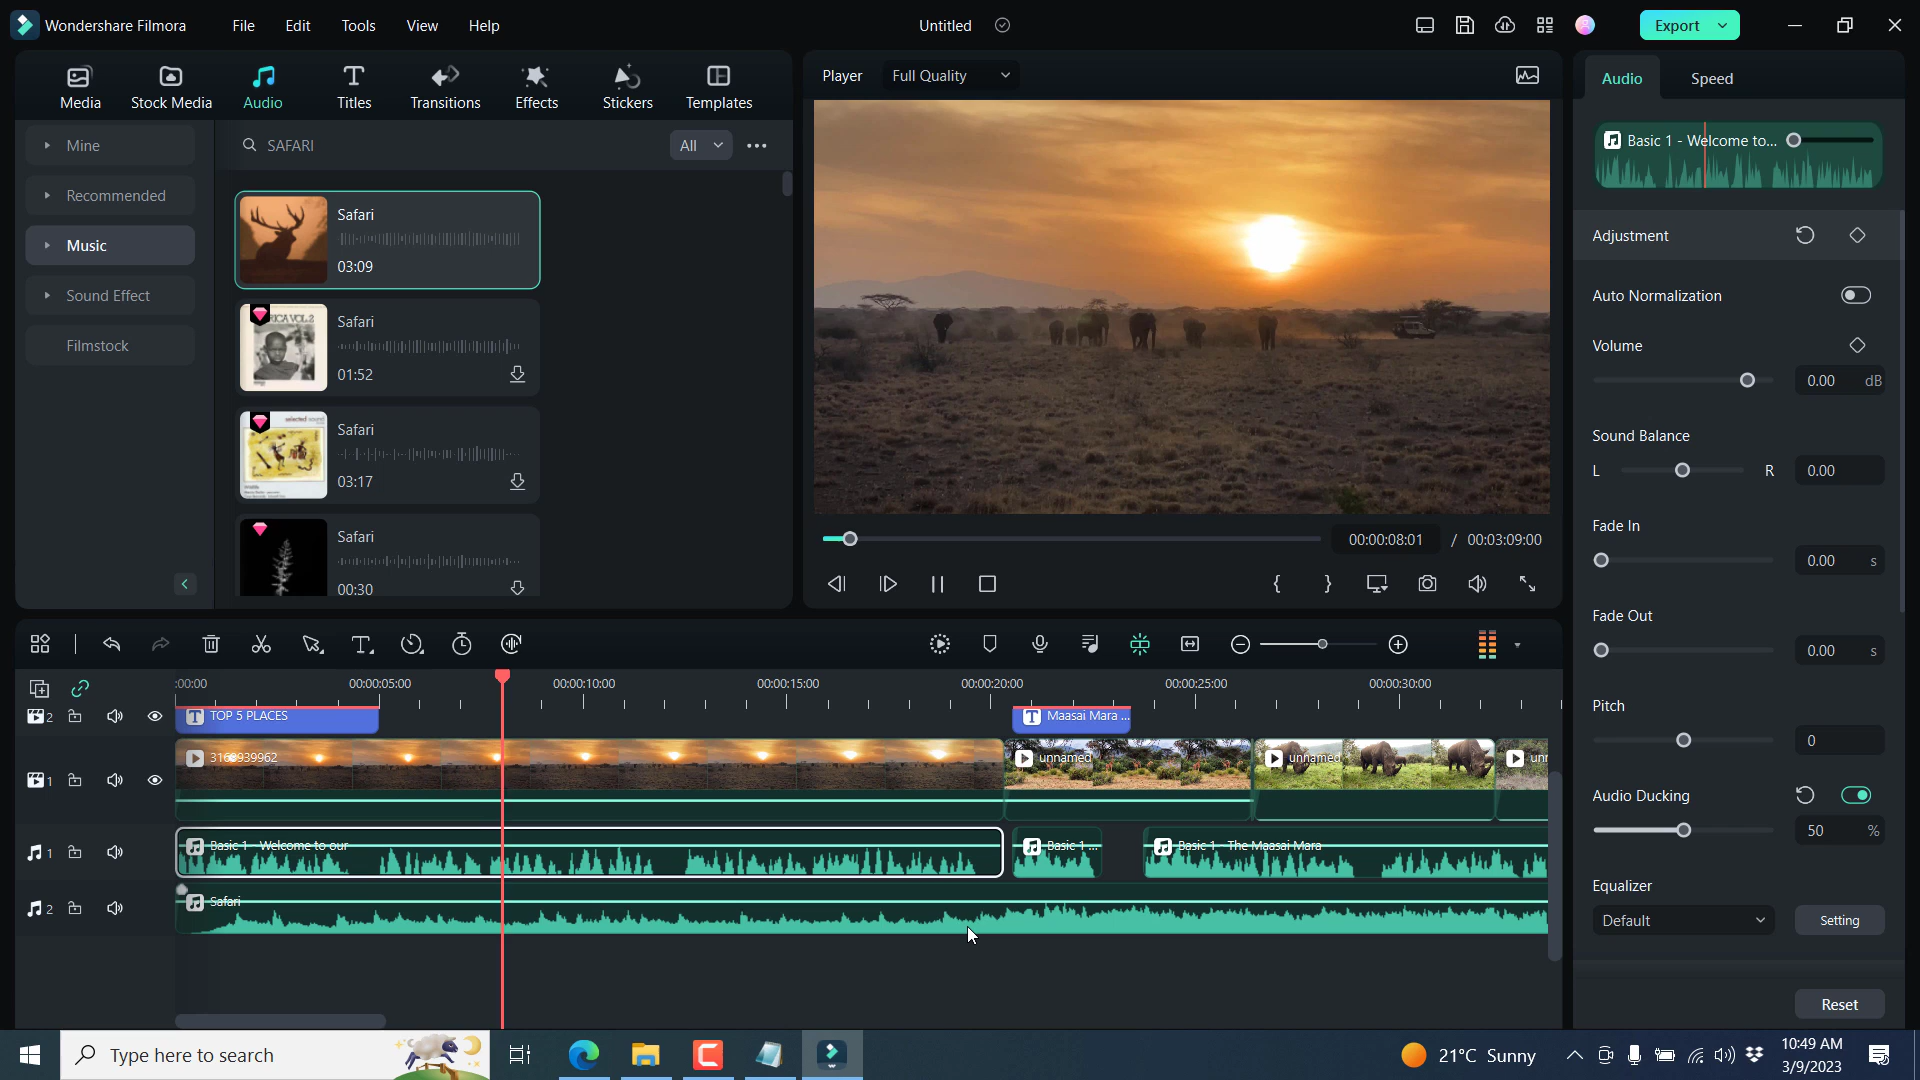 Wondershare Filmora
File
Edit
Tools
View
Help
Untitled
Export
Media
Stock Media
Audio
Titles
Transitions
Effects
Stickers
Templates
Mine
Recommended
Music
Sound Effect
Filmstock
SAFARI
All
Safari
03:09
Safari
01:52
Safari
03:17
Safari
00:30
Player
Full Quality
00:00:08:01 / 00:03:09:00
Audio
Speed
Basic 1 - Welcome to...
Adjustment
Auto Normalization
Volume
0.00 dB
Sound Balance
L R 0.00
Fade In
0.00 s
Fade Out
0.00 s
Pitch
0
Audio Ducking
50 %
Equalizer
Default
Setting
Reset
:00:00 00:00:05:00 00:00:10:00 00:00:15:00 00:00:20:00 00:00:25:00 00:00:30:00
2 T TOP 5 PLACES T Maasai Mara ...
1 3163939962 unnamed unnamed unn
1 Basic 1 - Welcome to our Basic 1 ... Basic 1 - The Maasai Mara
2 Safari
Type here to search
21°C Sunny
10:49 AM
3/9/2023